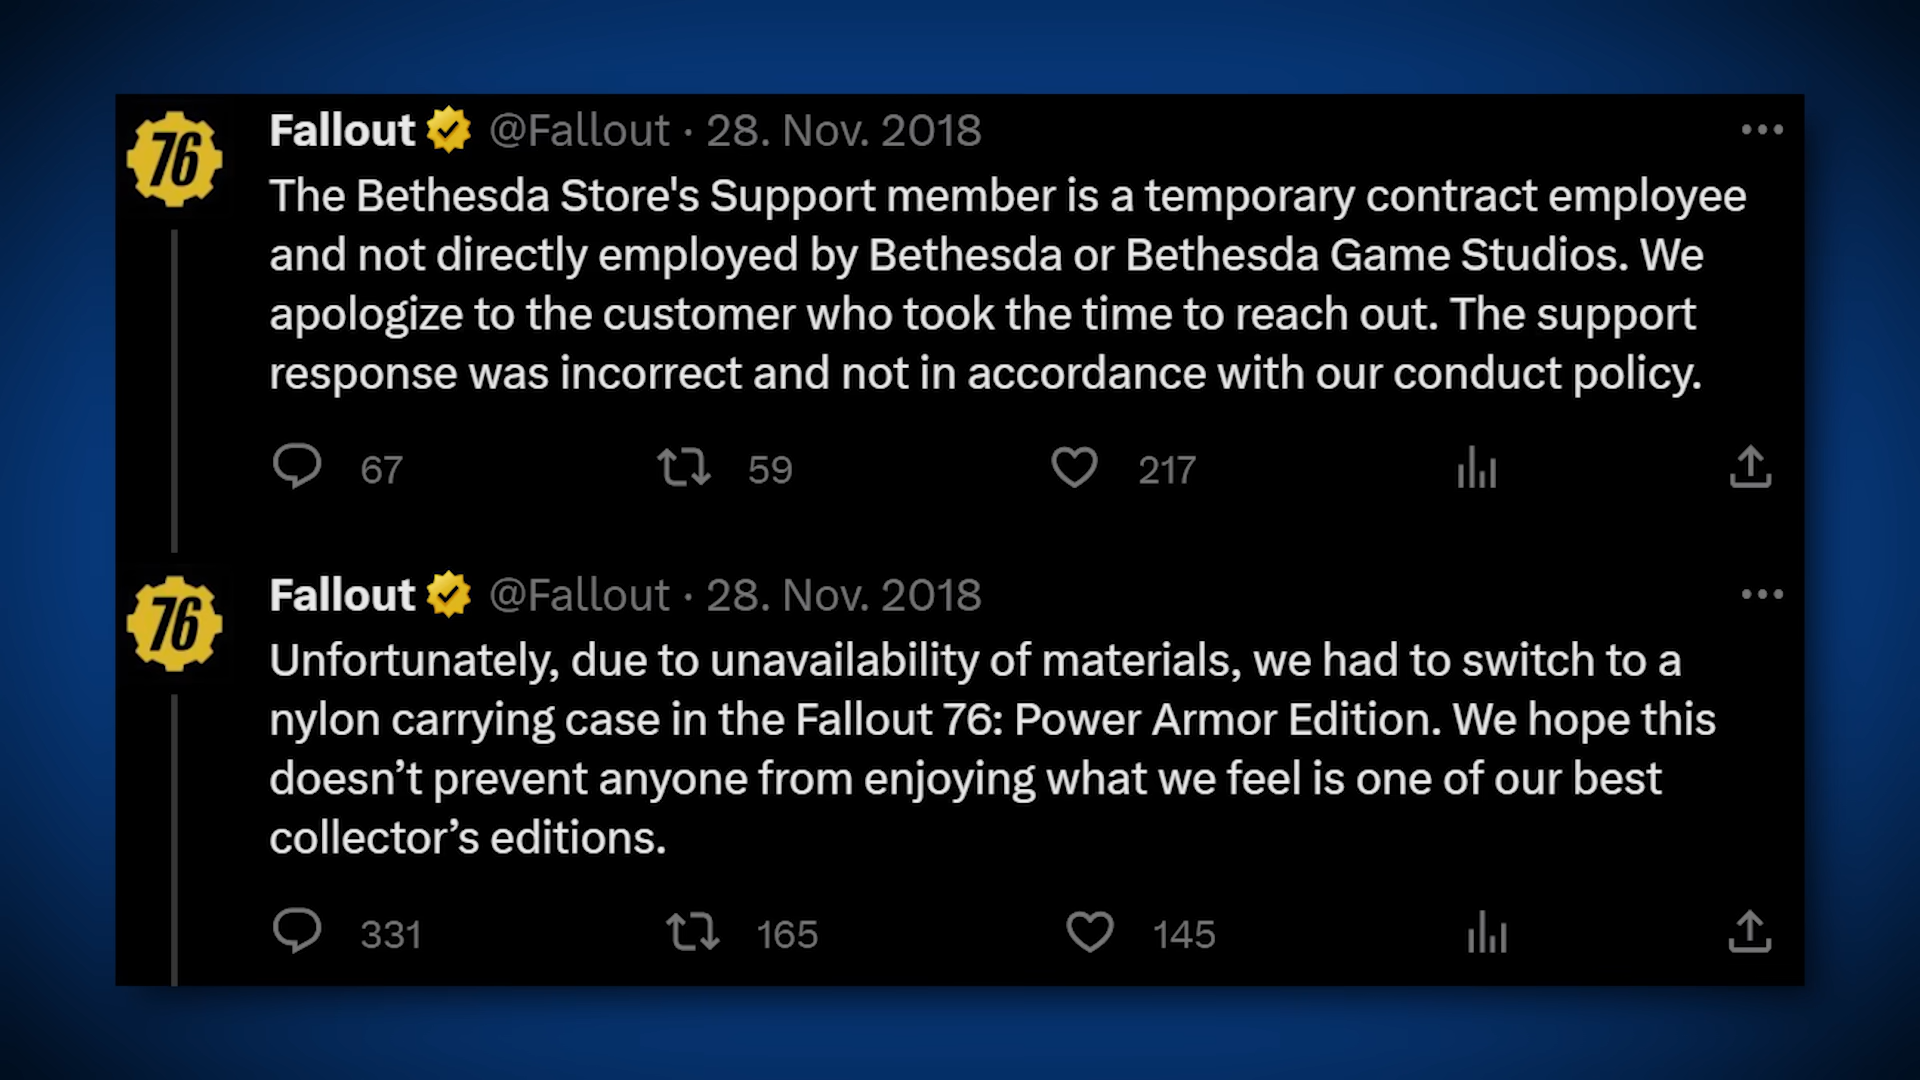 76
Fallout @Fallout · 28. Nov. 2018
The Bethesda Store's Support member is a temporary contract employee
and not directly employed by Bethesda or Bethesda Game Studios. We
apologize to the customer who took the time to reach out. The support
response was incorrect and not in accordance with our conduct policy.
67 59 217
76
Fallout @Fallout · 28. Nov. 2018
Unfortunately, due to unavailability of materials, we had to switch to a
nylon carrying case in the Fallout 76: Power Armor Edition. We hope this
doesn’t prevent anyone from enjoying what we feel is one of our best
collector’s editions.
331 165 145